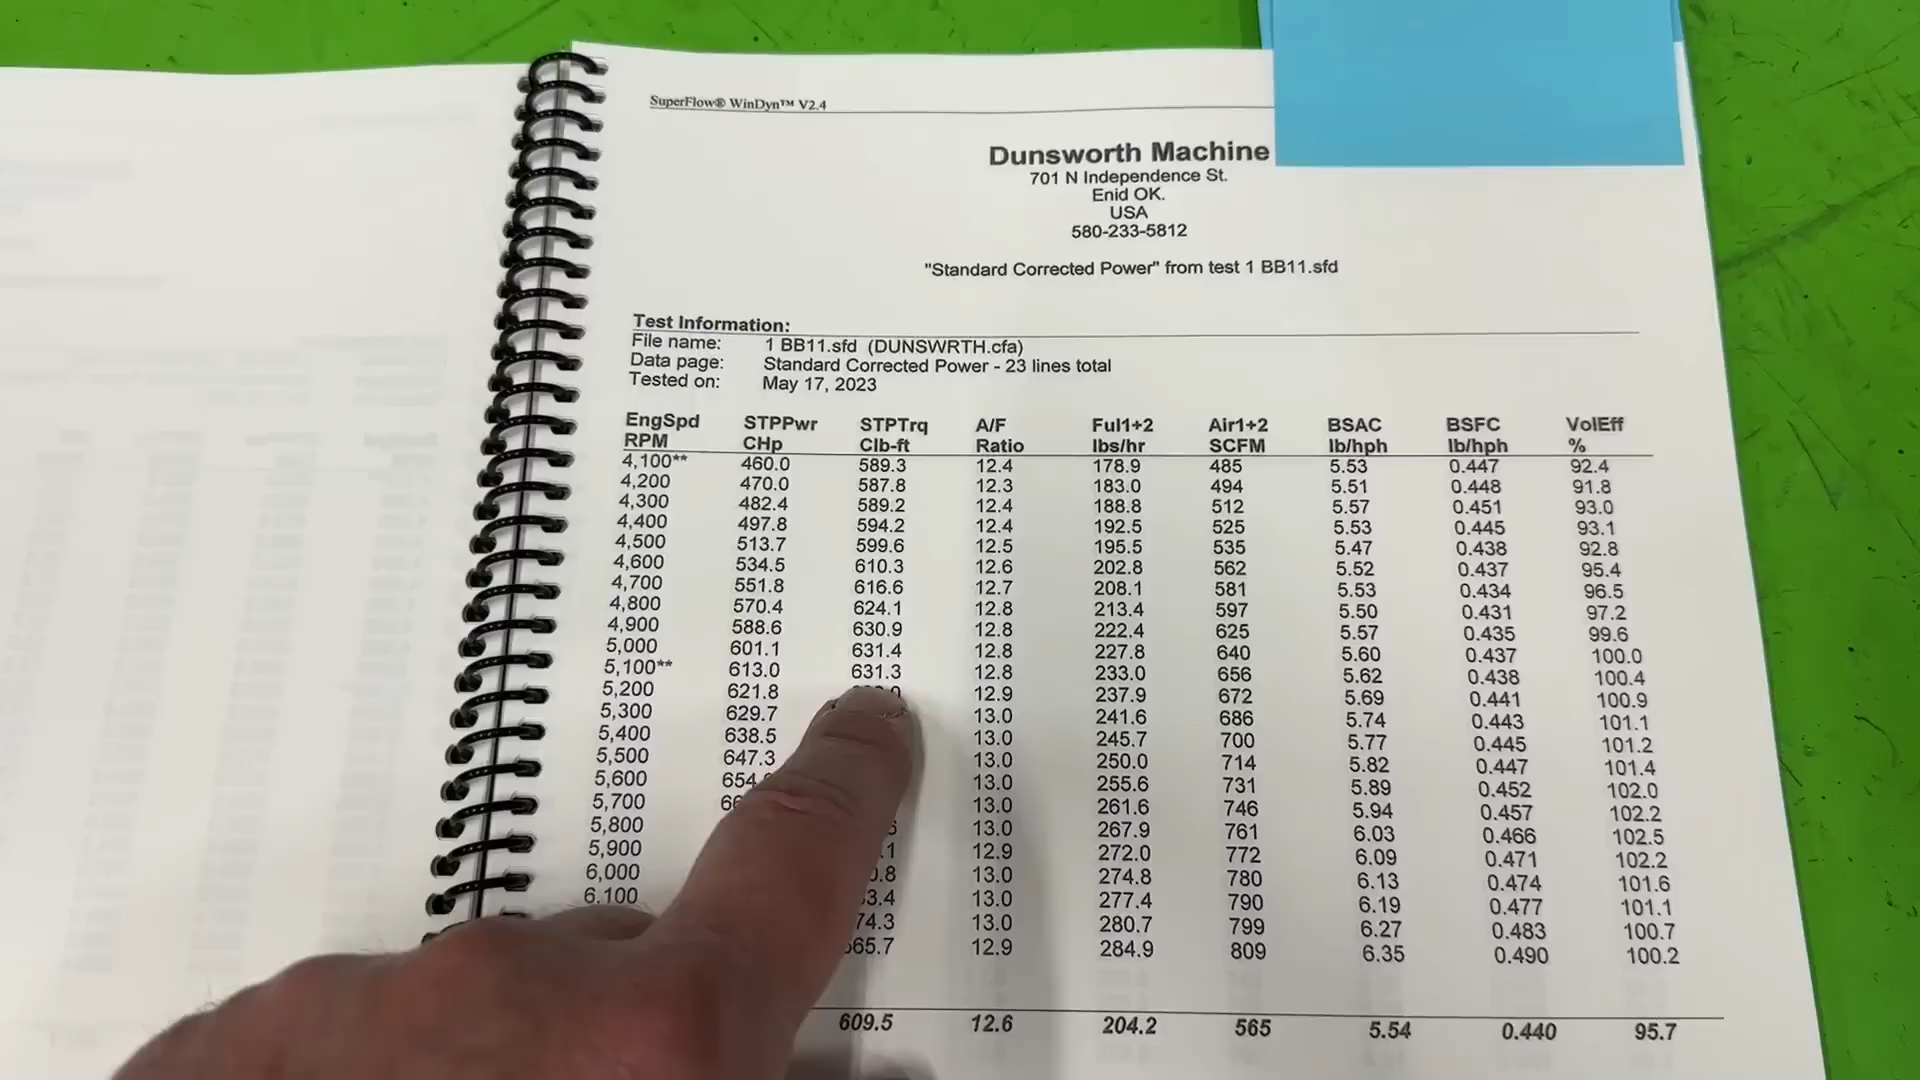 SuperFlow® WinDyn™ V2.4
Dunsworth Machine
701 N Independence St.
Enid OK.
USA
580-233-5812
"Standard Corrected Power" from test 1 BB11.sfd
Test Information:
File name: 1 BB11.sfd (DUNSWRTH.cfa)
Data page: Standard Corrected Power - 23 lines total
Tested on: May 17, 2023
EngSpd STPPwr STPTrq A/F Ful1+2 Air1+2 BSAC BSFC VolEff
RPM CHp Clb-ft Ratio lbs/hr SCFM lb/hph lb/hph %
4,100** 460.0 589.3 12.4 178.9 485 5.53 0.447 92.4
4,200 470.0 587.8 12.3 183.0 494 5.51 0.448 91.8
4,300 482.4 589.2 12.4 188.8 512 5.57 0.451 93.0
4,400 497.8 594.2 12.4 192.5 525 5.53 0.445 93.1
4,500 513.7 599.6 12.5 195.5 535 5.47 0.438 92.8
4,600 534.5 610.3 12.6 202.8 562 5.52 0.437 95.4
4,700 551.8 616.6 12.7 208.1 581 5.53 0.434 96.5
4,800 570.4 624.1 12.8 213.4 597 5.50 0.431 97.2
4,900 588.6 630.9 12.8 222.4 625 5.57 0.435 99.6
5,000 601.1 631.4 12.8 227.8 640 5.60 0.437 100.0
5,100** 613.0 631.3 12.8 233.0 656 5.62 0.438 100.4
5,200 621.8 12.9 237.9 672 5.69 0.441 100.9
5,300 629.7 13.0 241.6 686 5.74 0.443 101.1
5,400 638.5 13.0 245.7 700 5.77 0.445 101.2
5,500 647.3 13.0 250.0 714 5.82 0.447 101.4
5,600 13.0 255.6 731 5.89 0.452 102.0
5,700 13.0 261.6 746 5.94 0.457 102.2
5,800 13.0 267.9 761 6.03 0.466 102.5
5,900 12.9 272.0 772 6.09 0.471 102.2
6,000 13.0 274.8 780 6.13 0.474 101.6
6,100 13.0 277.4 790 6.19 0.477 101.1
13.0 280.7 799 6.27 0.483 100.7
12.9 284.9 809 6.35 0.490 100.2
609.5 12.6 204.2 565 5.54 0.440 95.7